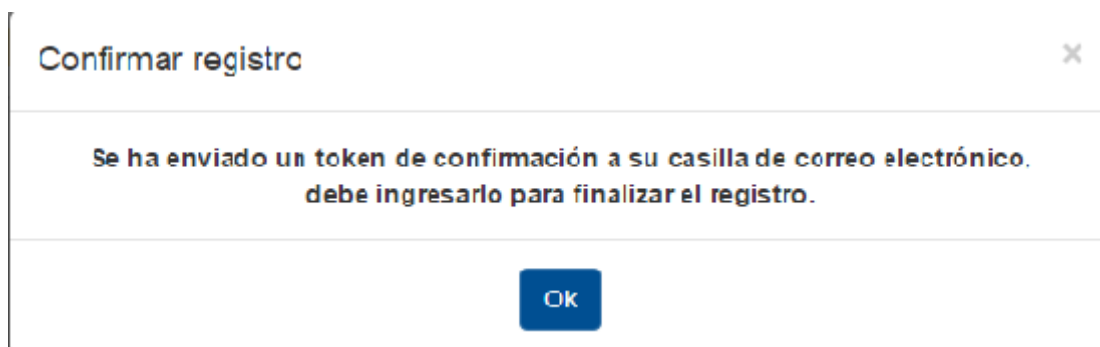 Confirmar registro
×
Se ha enviado un token de confirmación a su casilla de correo electrónico.
debe ingresarlo para finalizar el registro.
Ok